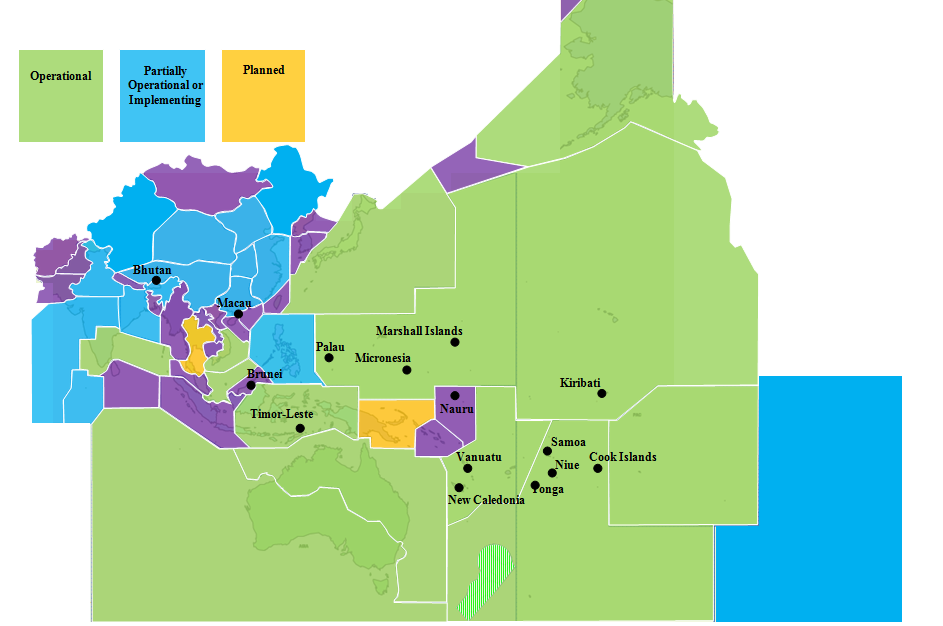 Operational
Partially
Operational or
Implementing
Planned
Bhutan
Macau
Marshall Islands
Palau
Micronesia
Brunei
Kiribati
Nauru
Timor-Leste
Samoa
Vanuatu
Cook Islands
Niue
Tonga
New Caledonia